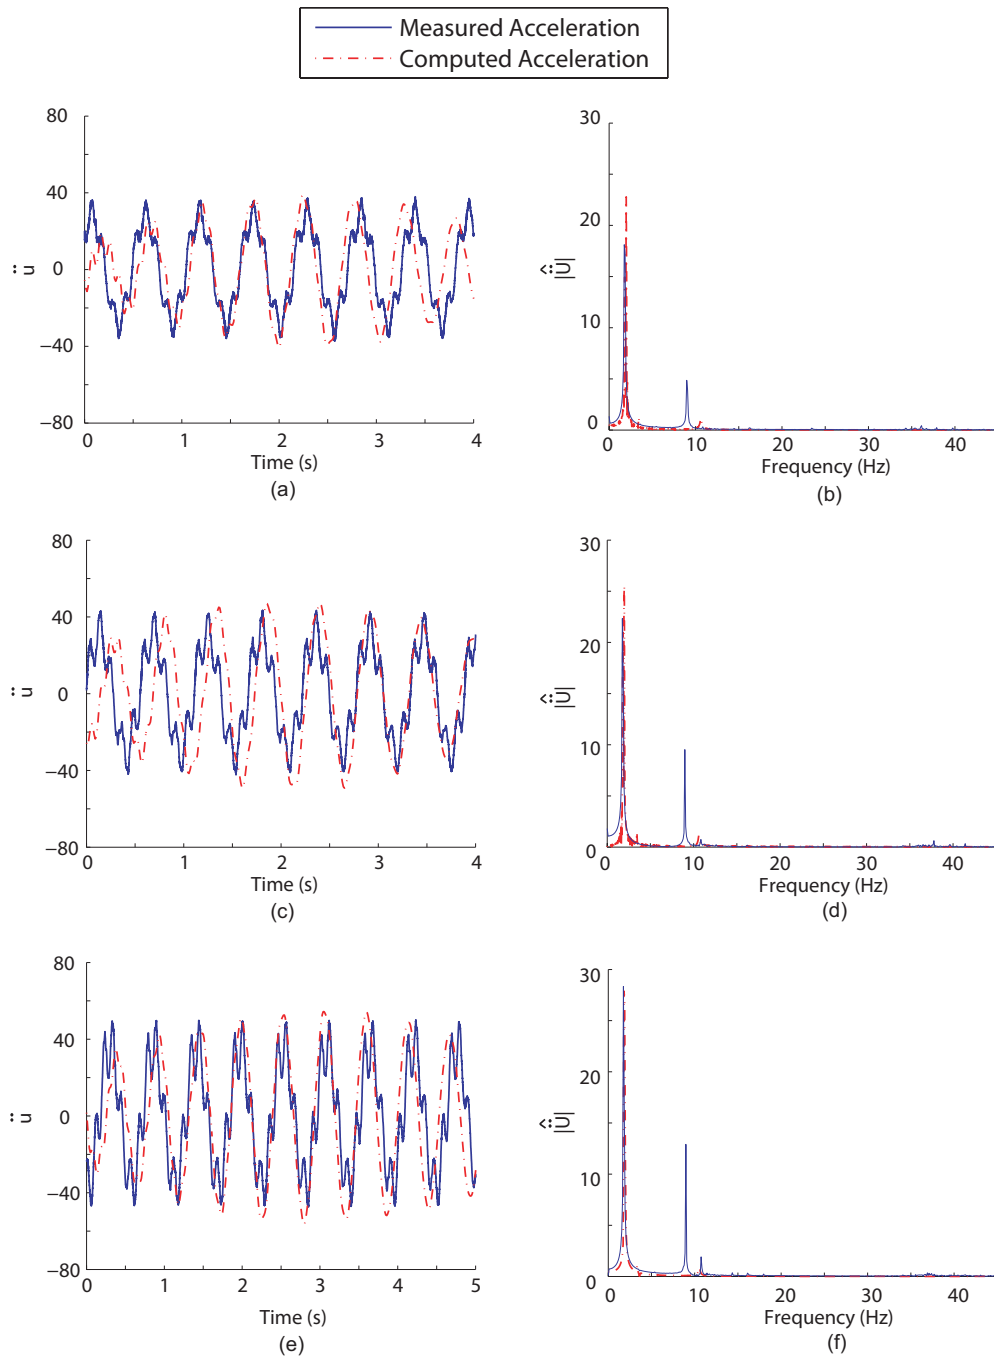 Measured Acceleration
Computed Acceleration
80
40
0
−40
−80
ü
0 1 2 3 4
Time (s)
(a)
30
20
10
0
|Û̈|
0 10 20 30 40
Frequency (Hz)
(b)
80
40
0
−40
−80
ü
0 1 2 3 4
Time (s)
(c)
30
20
10
0
|Û̈|
0 10 20 30 40
Frequency (Hz)
(d)
80
40
0
−40
−80
ü
0 1 2 3 4 5
Time (s)
(e)
30
20
10
0
|Û̈|
0 10 20 30 40
Frequency (Hz)
(f)